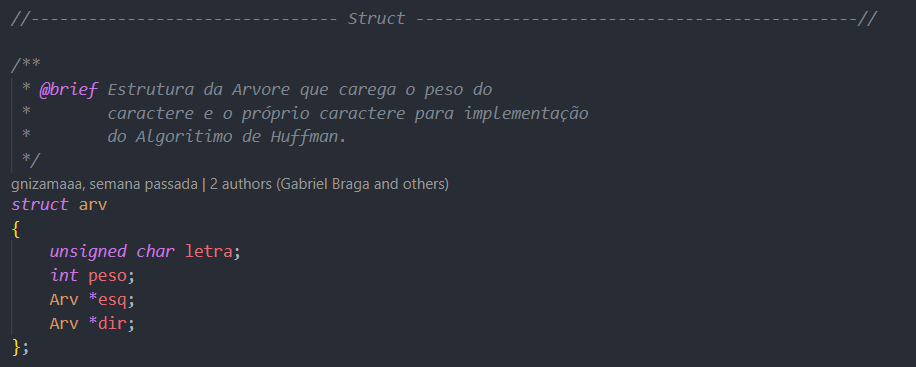 //-------------------------------- Struct ----------------------------------------------//
/**
 * @brief Estrutura da Arvore que carega o peso do
 *        caractere e o próprio caractere para implementação
 *        do Algoritimo de Huffman.
 */
gnizamaaa, semana passada | 2 authors (Gabriel Braga and others)
struct arv
{
    unsigned char letra;
    int peso;
    Arv *esq;
    Arv *dir;
};